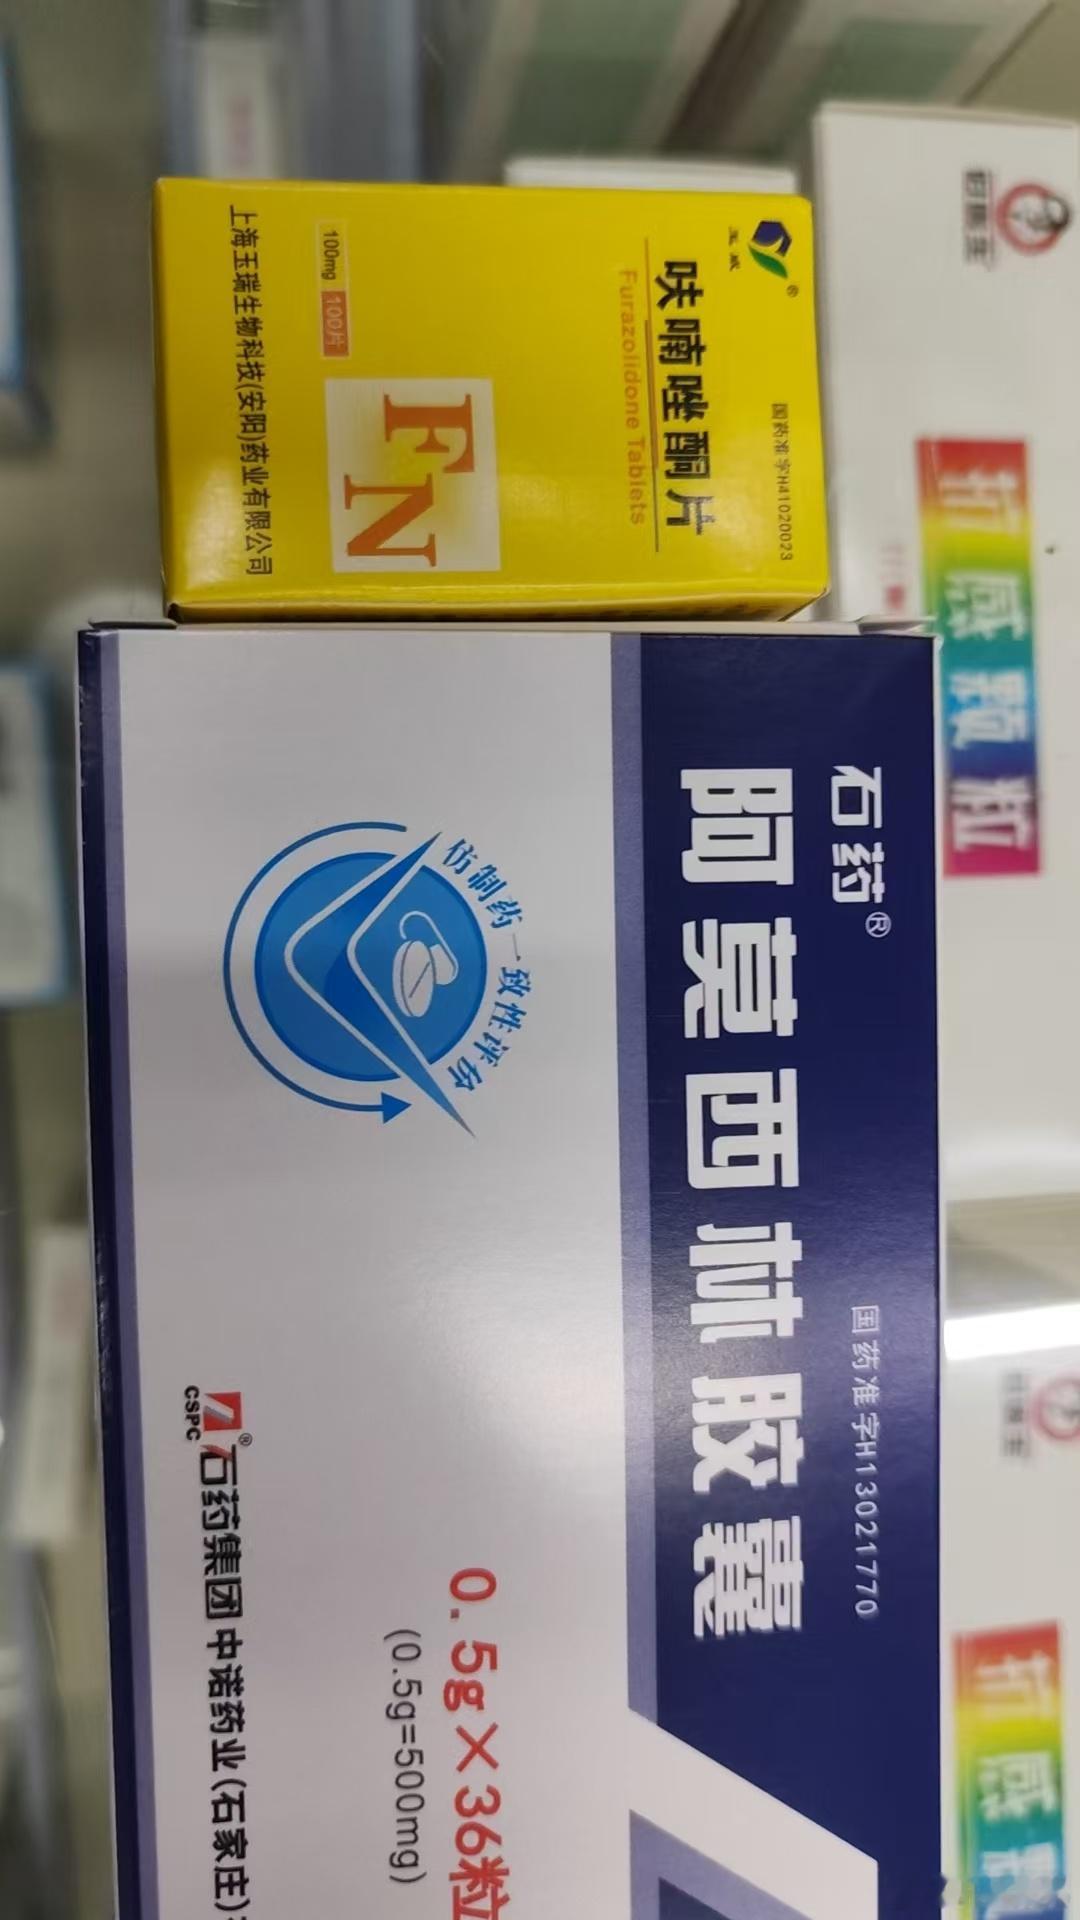 玉威®
国药准字H41020023
呋喃唑酮片
Furazolidone Tablets
FN
100mg 100片
上海玉瑞生物科技(安阳)药业有限公司
石药®
阿莫西林胶囊
国药准字H13021770
仿制药一致性评价
0.5g×36粒
(0.5g=500mg)
CSPC®
石药集团中诺药业(石家庄)
抗感颗粒
抗感颗